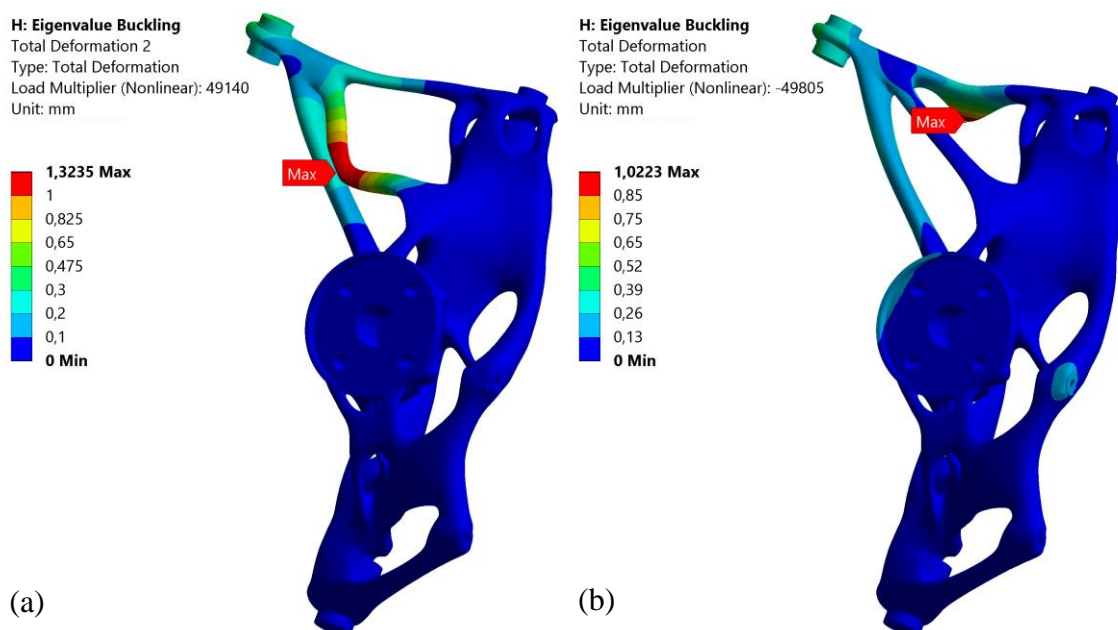 H: Eigenvalue Buckling
Total Deformation 2
Type: Total Deformation
Load Multiplier (Nonlinear): 49140
Unit: mm
1,3235 Max
1
0,825
0,65
0,475
0,3
0,2
0,1
0 Min
Max
(a)
H: Eigenvalue Buckling
Total Deformation
Type: Total Deformation
Load Multiplier (Nonlinear): -49805
Unit: mm
1,0223 Max
0,85
0,75
0,65
0,52
0,39
0,26
0,13
0 Min
Max
(b)